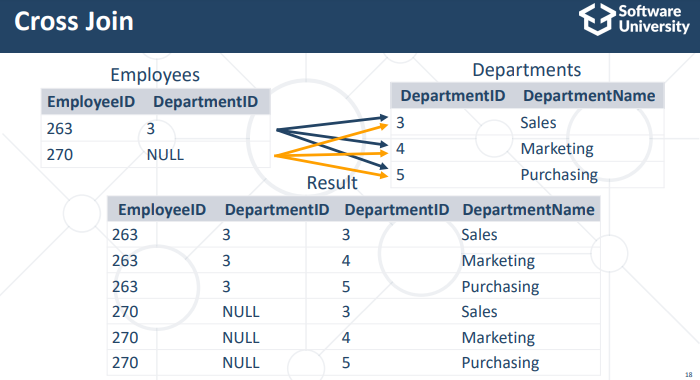 Cross Join
Software
University
Employees
EmployeeID DepartmentID
263 3
270 NULL
Departments
DepartmentID DepartmentName
3 Sales
4 Marketing
5 Purchasing
Result
EmployeeID DepartmentID DepartmentID DepartmentName
263 3 3 Sales
263 3 4 Marketing
263 3 5 Purchasing
270 NULL 3 Sales
270 NULL 4 Marketing
270 NULL 5 Purchasing
18